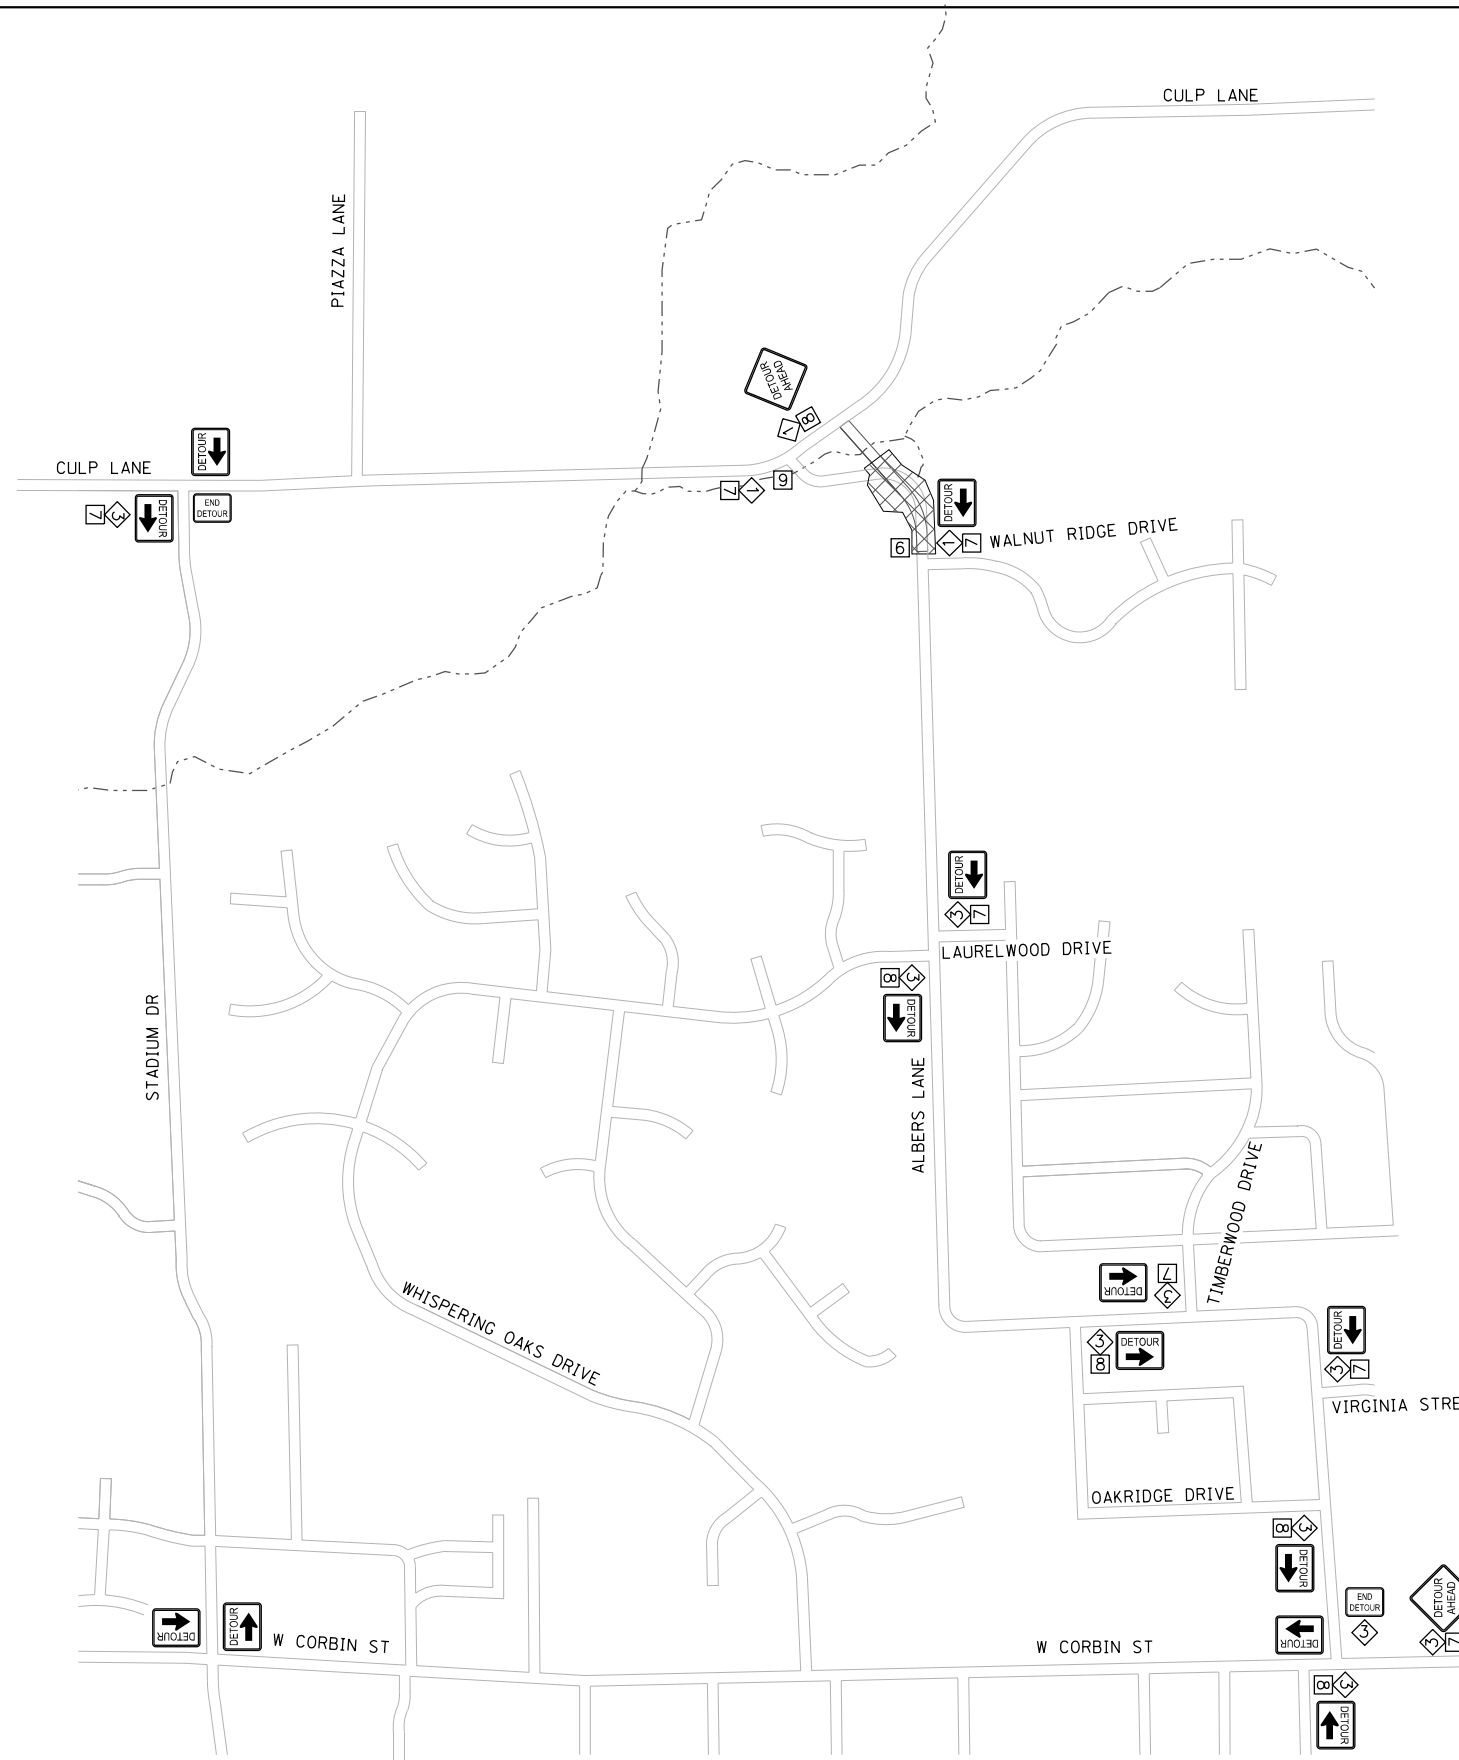 CULP LANE
PIAZZA LANE
DETOUR
AHEAD
8
1
DETOUR
CULP LANE
7
3
DETOUR
END
DETOUR
7
1
9
DETOUR
6
1
7
WALNUT RIDGE DRIVE
DETOUR
3
7
LAURELWOOD DRIVE
8
3
DETOUR
STADIUM DR
ALBERS LANE
TIMBERWOOD DRIVE
DETOUR
7
3
WHISPERING OAKS DRIVE
3
8
DETOUR
DETOUR
3
7
VIRGINIA STRE
OAKRIDGE DRIVE
8
3
DETOUR
END
DETOUR
3
DETOUR
AHEAD
3
7
DETOUR
DETOUR
W CORBIN ST
W CORBIN ST
DETOUR
8
3
DETOUR